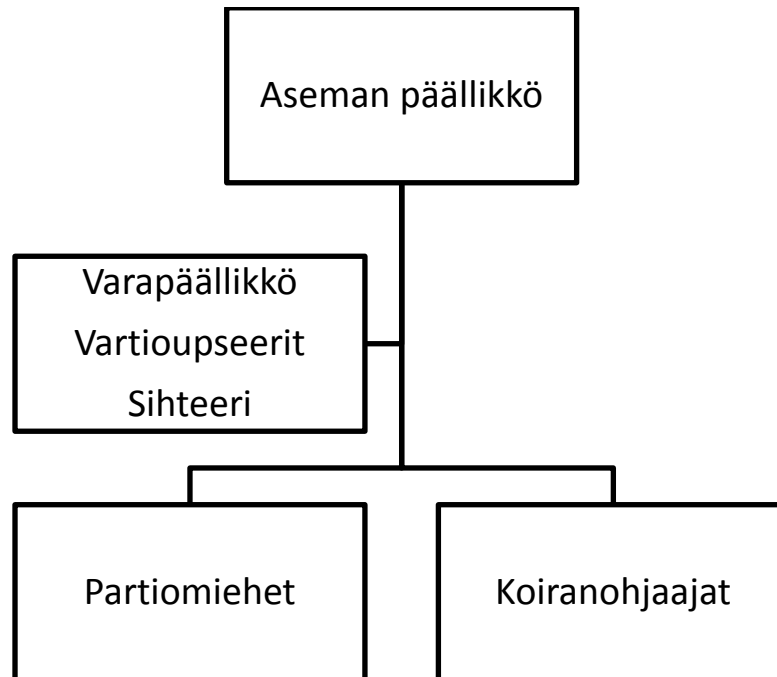 Aseman päällikkö
Varapäällikkö
Vartioupseerit
Sihteeri
Partiomiehet
Koiranohjaajat